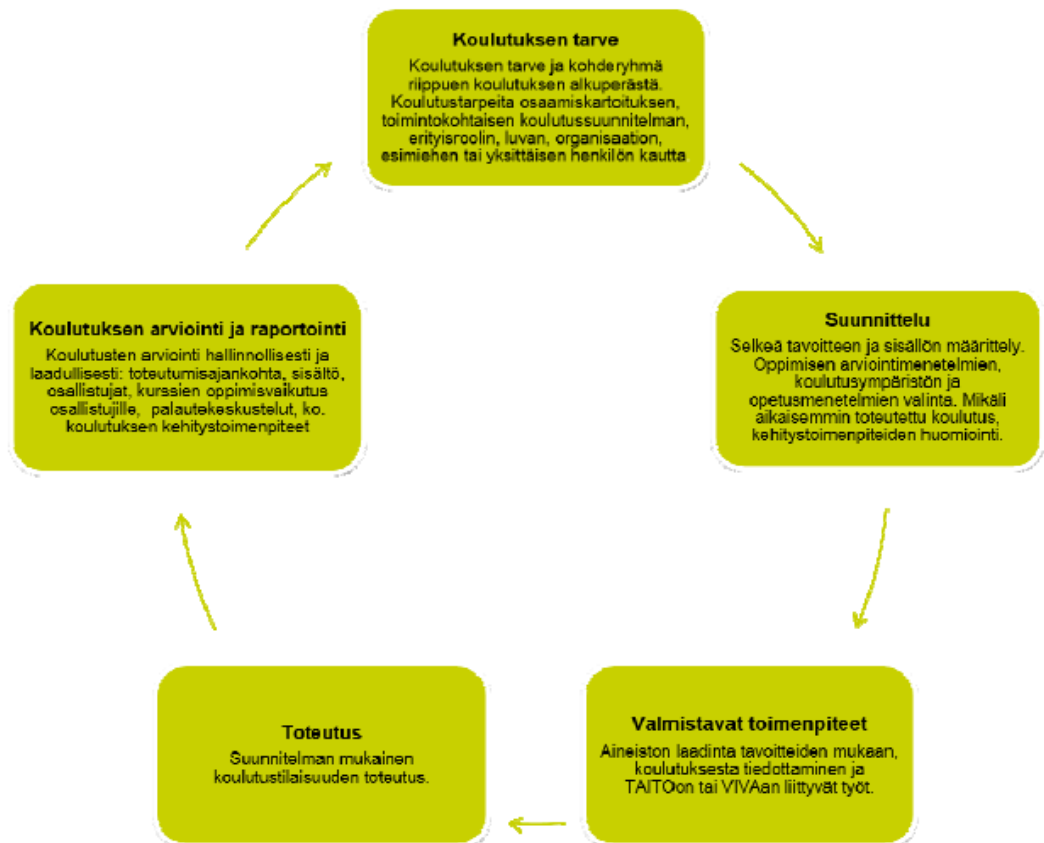 Koulutuksen tarve
Koulutuksen tarve ja kohderyhmä
riippuen koulutuksen alkuperästä.
Koulutustarpeita osaamiskartoituksen,
toimintokohtaisen koulutussuunnitelman,
erityisroolin, luvan, organisaation,
esimiehen tai yksittäisen henkilön kautta
Suunnittelu
Selkeä tavoitteen ja sisällön määrittely.
Oppimisen arviointimenetelmien,
koulutusympäristön ja
opetusmenetelmien valinta. Mikäli
aikaisemmin toteutettu koulutus,
kehitystoimenpiteiden huomiointi.
Valmistavat toimenpiteet
Aineiston laadinta tavoitteiden mukaan,
koulutuksesta tiedottaminen ja
TAITOon tai VIVAan liittyvät työt.
Toteutus
Suunnitelman mukainen
koulutustilaisuuden toteutus.
Koulutuksen arviointi ja raportointi
Koulutusten arviointi hallinnollisesti ja
laadullisesti: toteutumisajankohta, sisältö,
osallistujat, kurssien oppimisvaikutus
osallistujille, palautekeskustelut, ko.
koulutuksen kehitystoimenpiteet